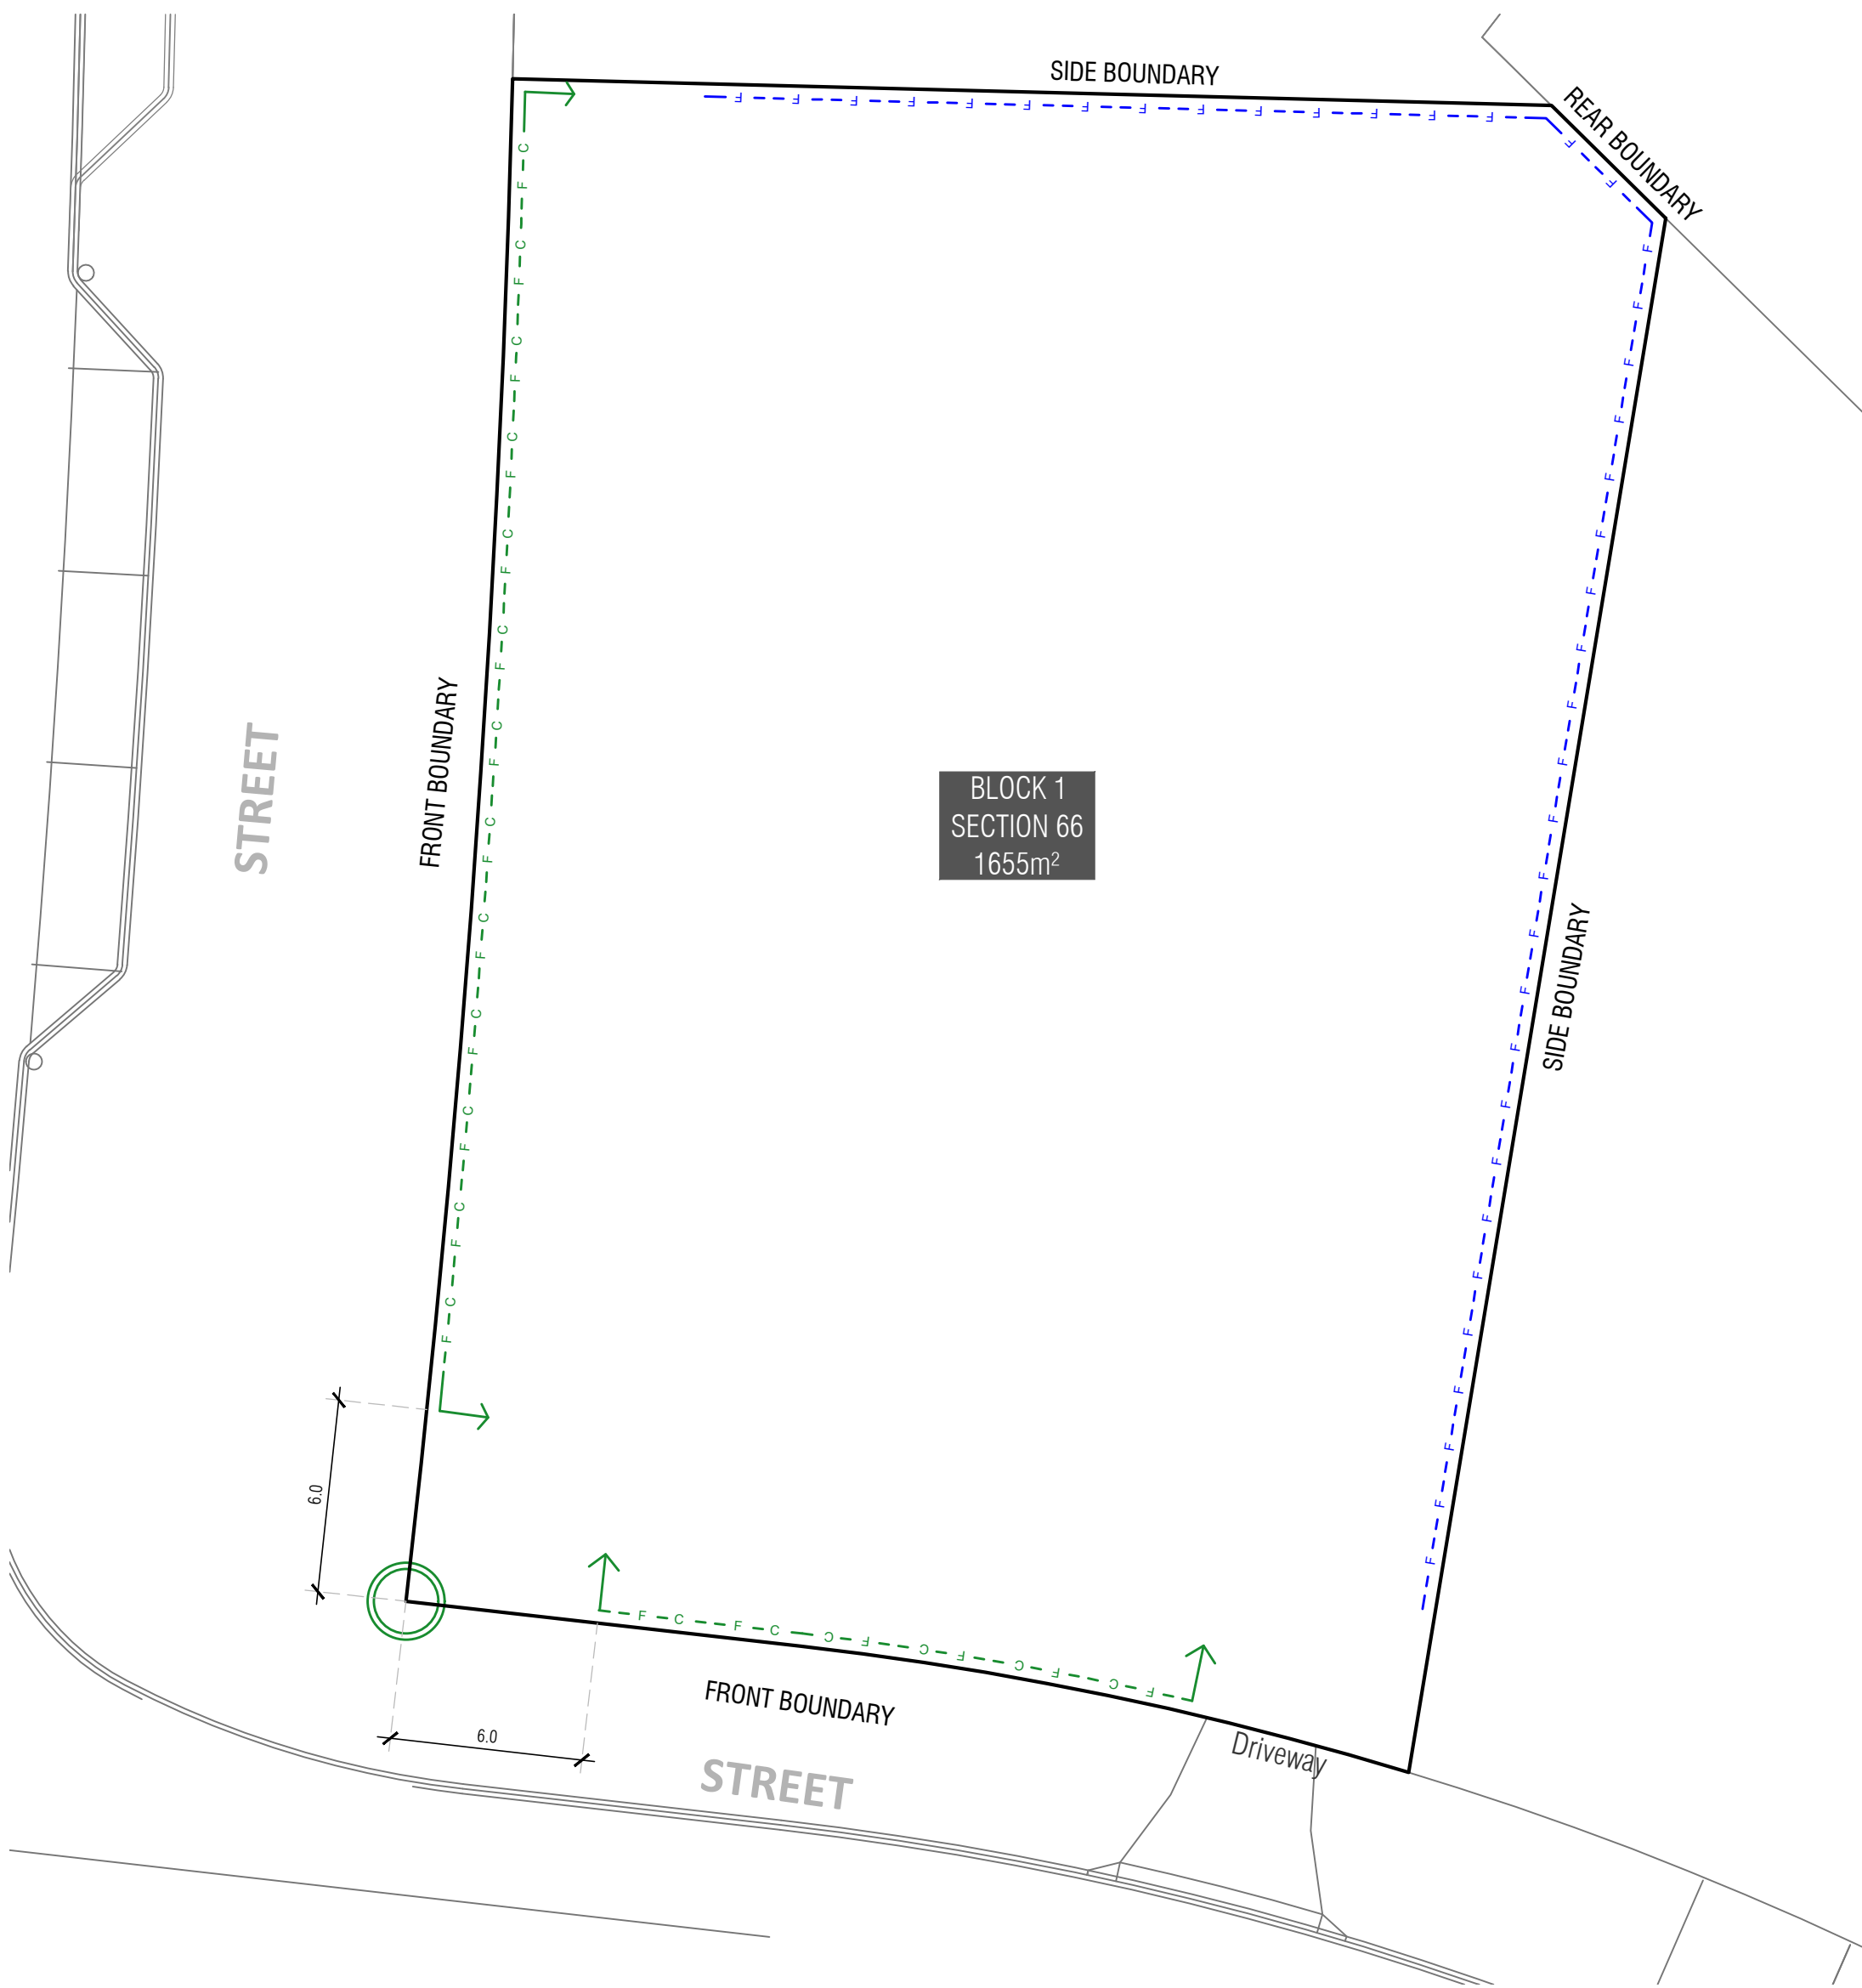 SIDE BOUNDARY
REAR BOUNDARY
FRONT BOUNDARY
STREET
BLOCK 1
SECTION 66
1655m²
SIDE BOUNDARY
6.0
6.0
FRONT BOUNDARY
STREET
Driveway